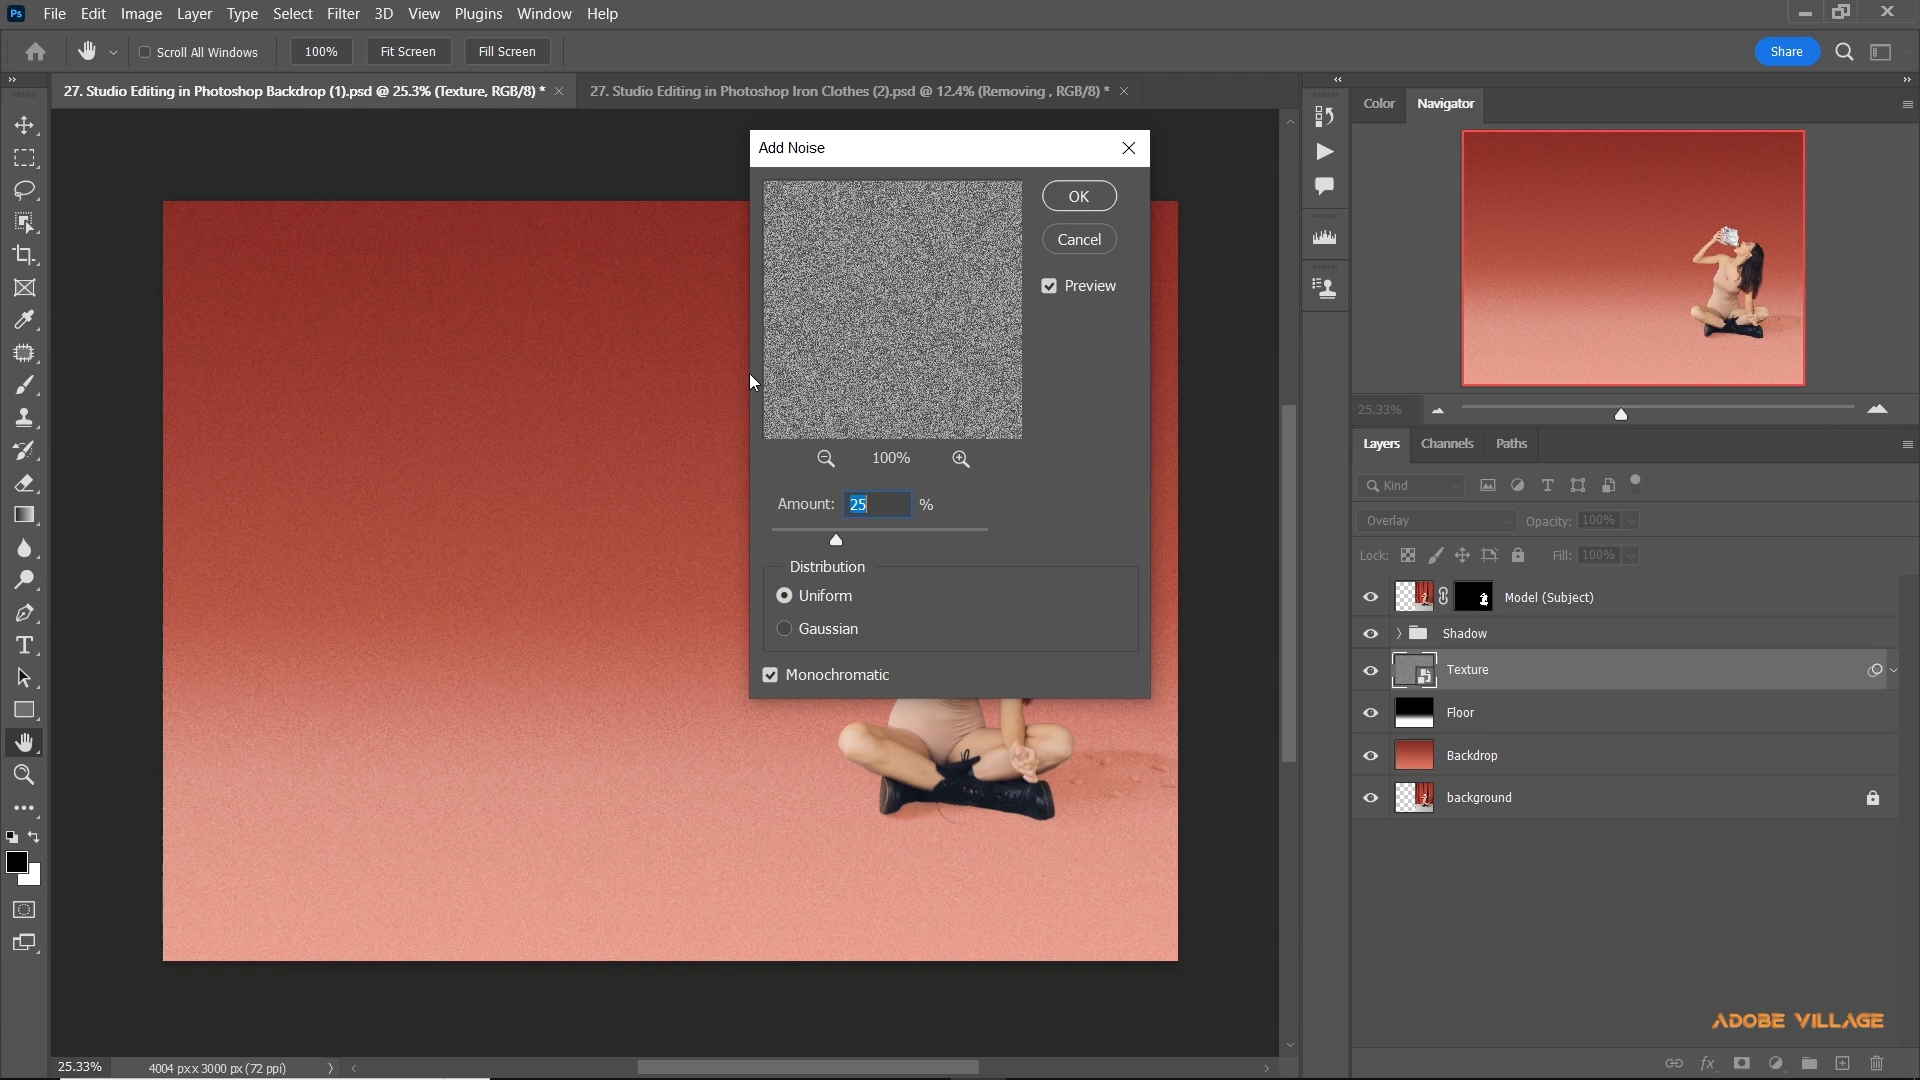 Ps File Edit Image Layer Type Select Filter 3D View Plugins Window Help
Scroll All Windows 100% Fit Screen Fill Screen Share
27. Studio Editing in Photoshop Backdrop (1).psd @ 25.3% (Texture, RGB/8) * 27. Studio Editing in Photoshop Iron Clothes (2).psd @ 12.4% (Removing , RGB/8) *
Color Navigator
Add Noise
OK
Cancel
Preview
100%
Amount: 25 %
Distribution
Uniform
Gaussian
Monochromatic
25.33%
Layers Channels Paths
Kind
Overlay Opacity: 100%
Lock: Fill: 100%
Model (Subject)
Shadow
Texture
Floor
Backdrop
background
ADOBE VILLAGE
fx
25.33% 4004 px x 3000 px (72 ppi)